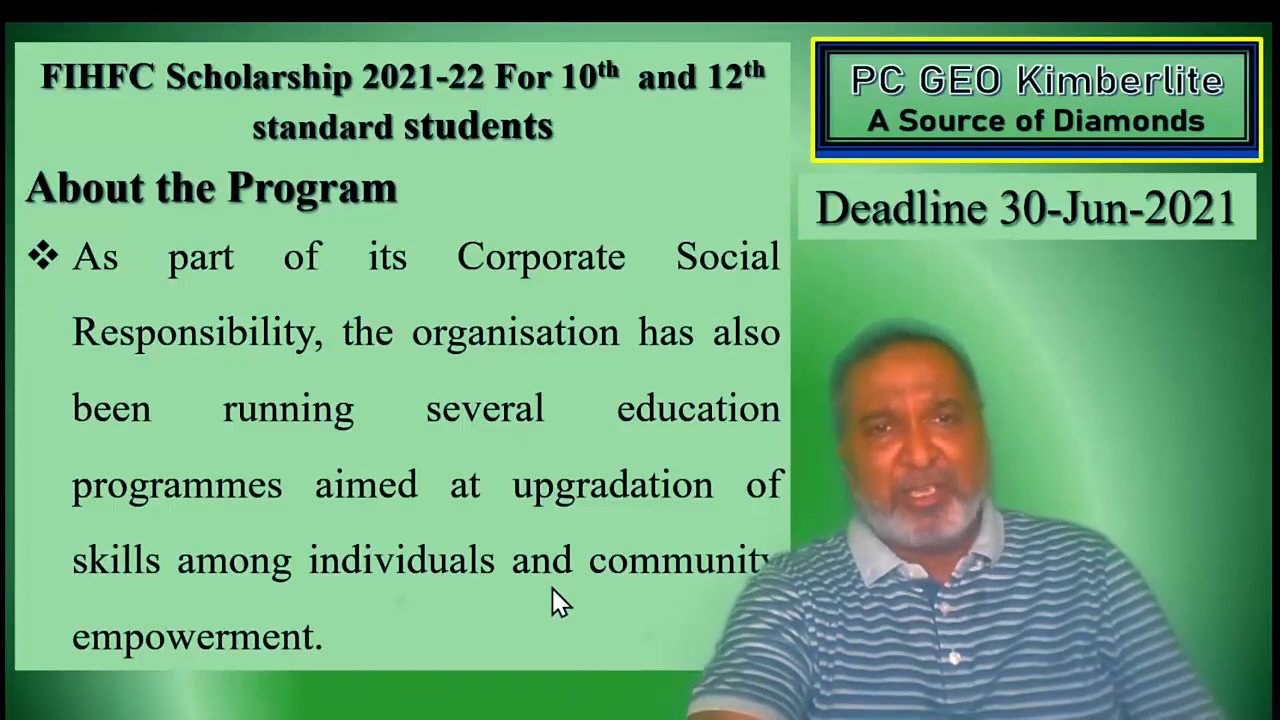 FIHFC Scholarship 2021-22 For 10th and 12th
standard students
About the Program
❖ As part of its Corporate Social
Responsibility, the organisation has also
been running several education
programmes aimed at upgradation of
skills among individuals and community
empowerment.
PC GEO Kimberlite
A Source of Diamonds
Deadline 30-Jun-2021